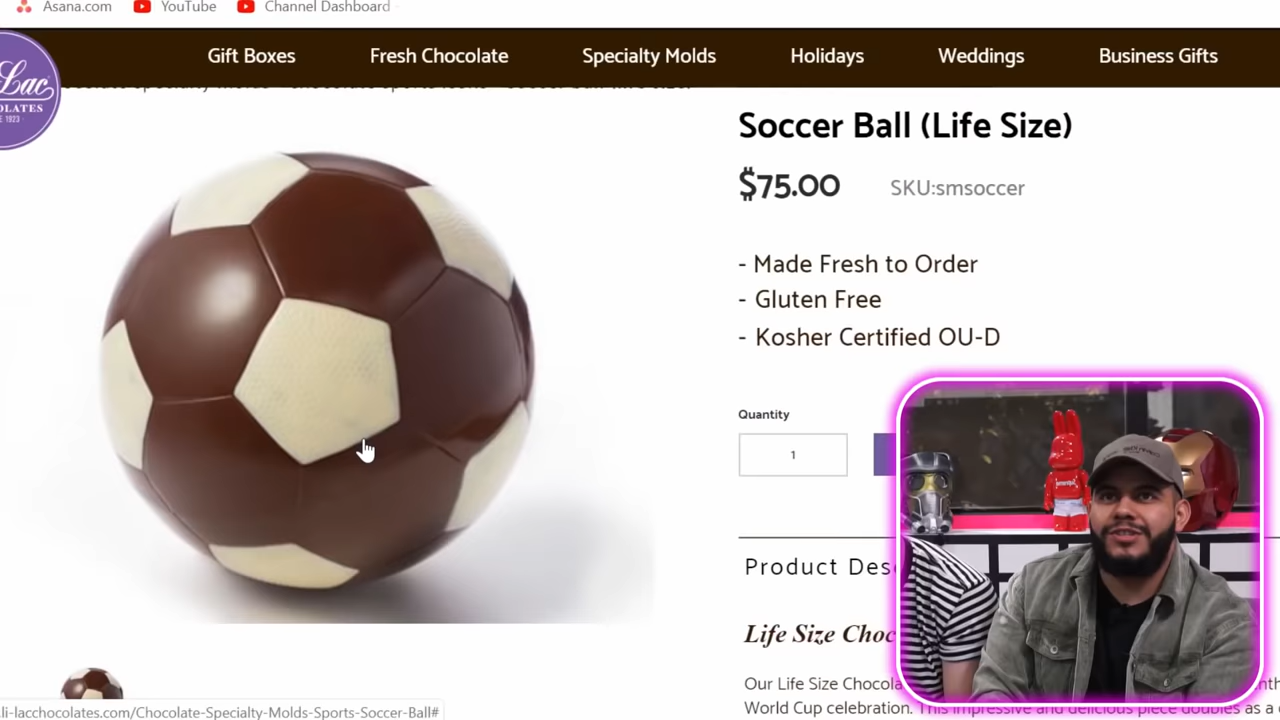 Asana.com YouTube Channel Dashboard
Gift Boxes Fresh Chocolate Specialty Molds Holidays Weddings Business Gifts
Lac
OLATES
E 1923
Soccer Ball (Life Size)
$75.00 SKU:smsoccer
- Made Fresh to Order
- Gluten Free
- Kosher Certified OU-D
Quantity
1
Product Des
Life Size Choc
Our Life Size Chocola
World Cup celebration. This impressive and delicious piece doubles as a
li-lacchocolates.com/Chocolate-Specialty-Molds-Sports-Soccer-Ball#